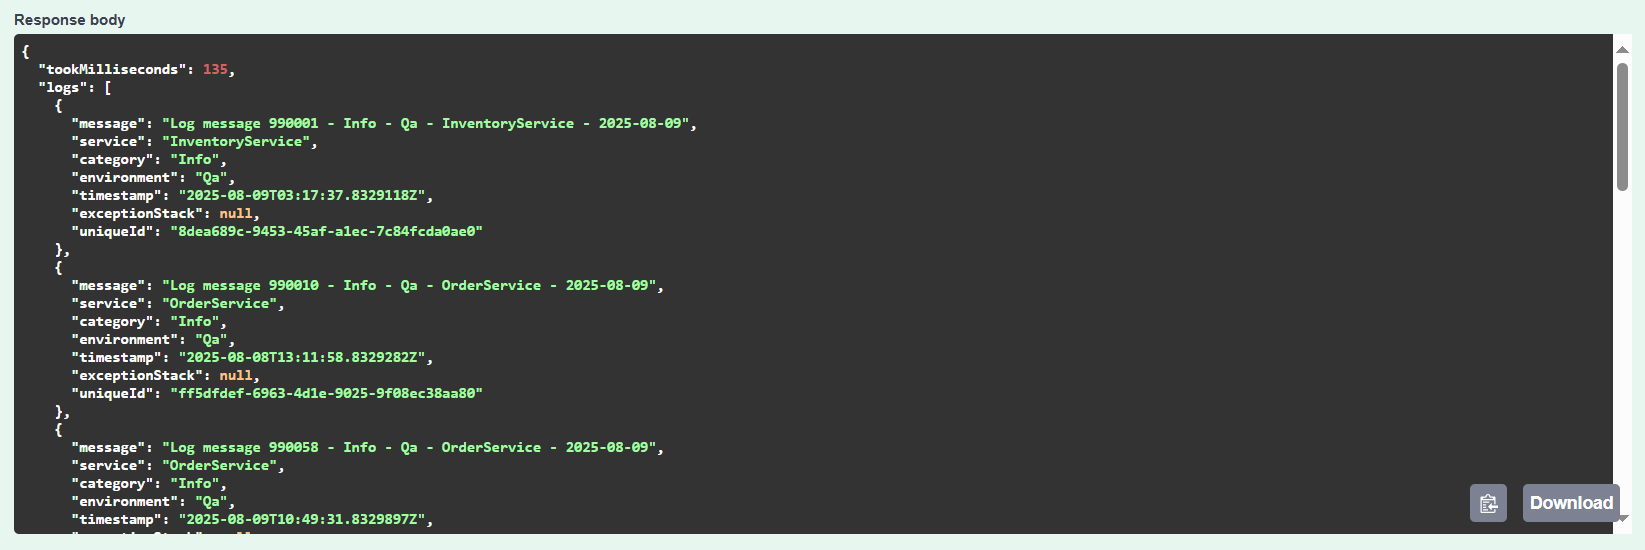 Response body
{
"tookMilliseconds": 135,
"logs": [
{
"message": "Log message 990001 - Info - Qa - InventoryService - 2025-08-09",
"service": "InventoryService",
"category": "Info",
"environment": "Qa",
"timestamp": "2025-08-09T03:17:37.8329118Z",
"exceptionStack": null,
"uniqueId": "8dea689c-9453-45af-a1ec-7c84fcda0ae0"
},
{
"message": "Log message 990010 - Info - Qa - OrderService - 2025-08-09",
"service": "OrderService",
"category": "Info",
"environment": "Qa",
"timestamp": "2025-08-08T13:11:58.8329282Z",
"exceptionStack": null,
"uniqueId": "ff5dfdef-6963-4d1e-9025-9f08ec38aa80"
},
{
"message": "Log message 990058 - Info - Qa - OrderService - 2025-08-09",
"service": "OrderService",
"category": "Info",
"environment": "Qa",
"timestamp": "2025-08-09T10:49:31.8329897Z",
Download